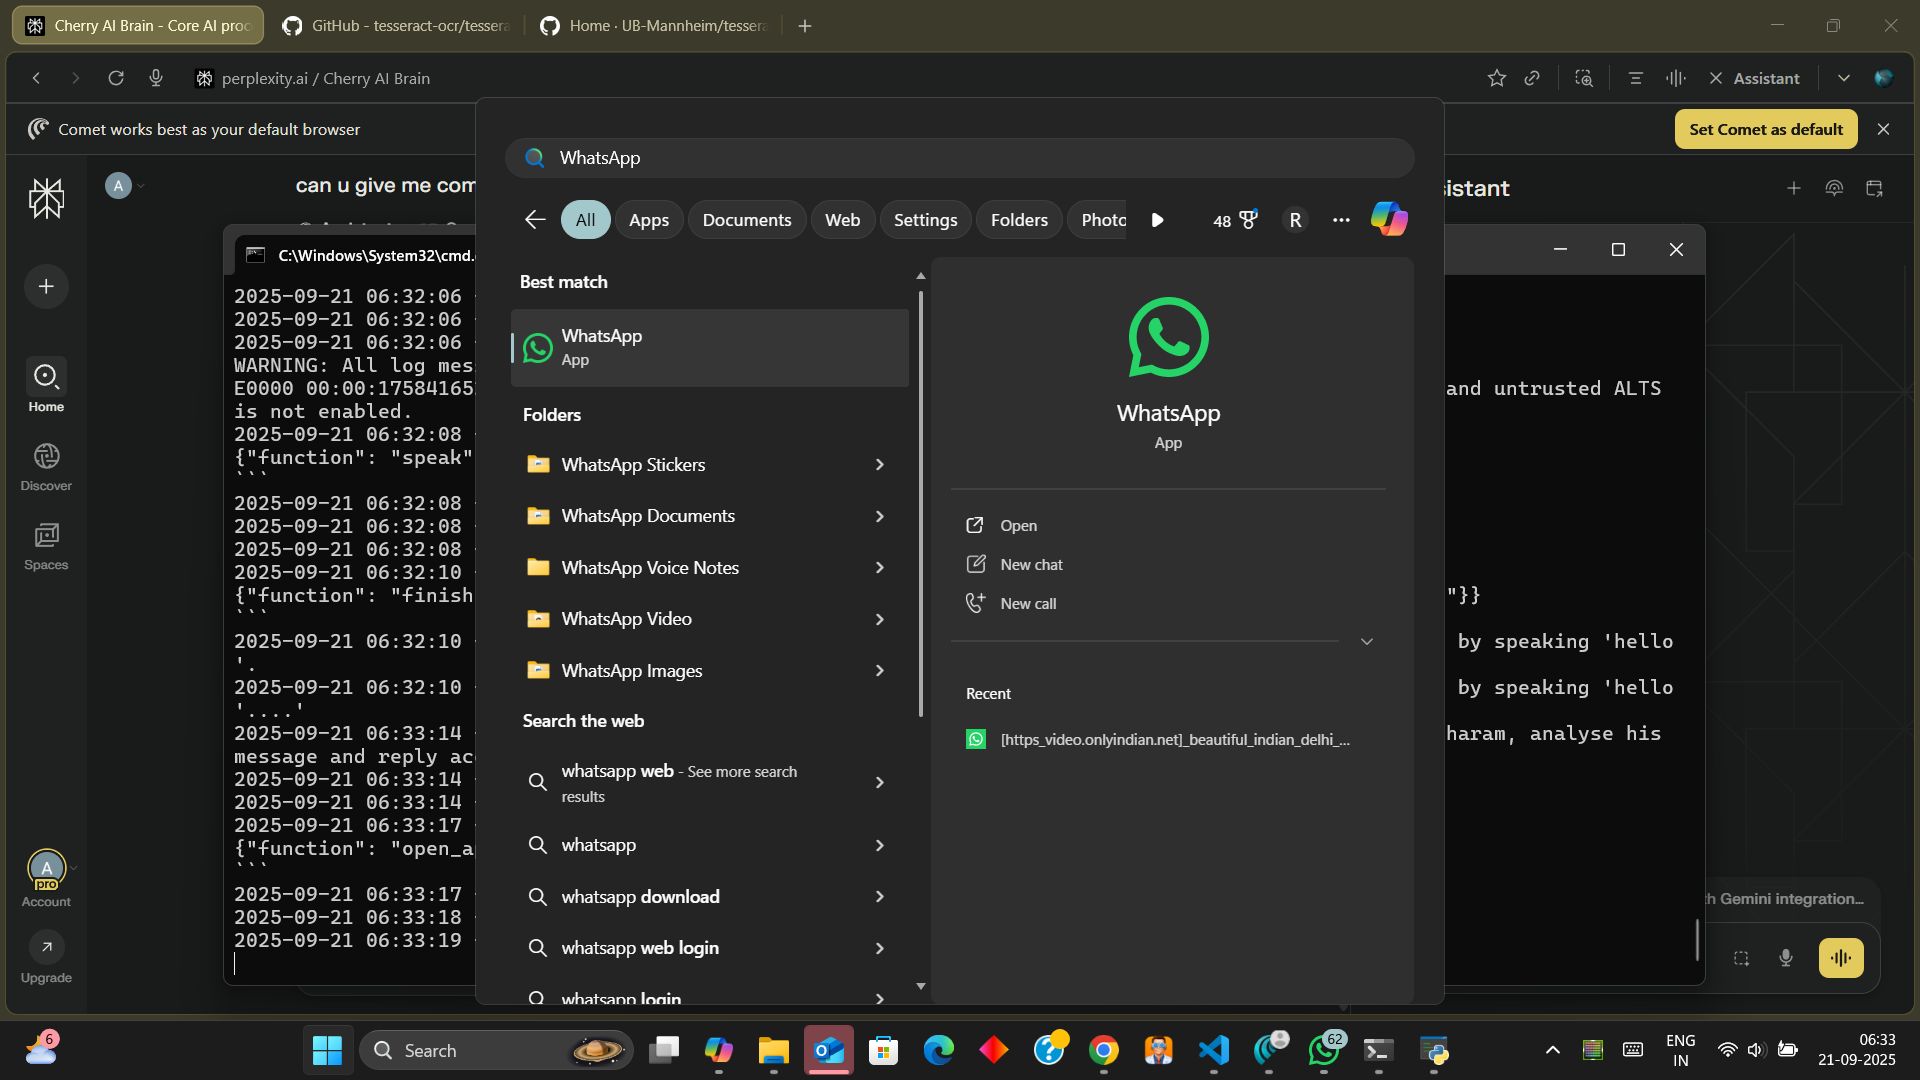 Cherry AI Brain - Core AI proc
GitHub - tesseract-ocr/tessera
Home · UB-Mannheim/tessera
perplexity.ai / Cherry AI Brain
Assistant
Comet works best as your default browser
Set Comet as default
A
can u give me com
istant
Home
Discover
Spaces
A
pro
Account
Upgrade
C:\Windows\System32\cmd.
2025-09-21 06:32:06
2025-09-21 06:32:06
2025-09-21 06:32:06
WARNING: All log mes
E0000 00:00:175841652
and untrusted ALTS
is not enabled.
2025-09-21 06:32:08
{"function": "speak"
```
2025-09-21 06:32:08
2025-09-21 06:32:08
2025-09-21 06:32:08
2025-09-21 06:32:10
{"function": "finish
"}}
```
2025-09-21 06:32:10
by speaking 'hello
'.
2025-09-21 06:32:10
by speaking 'hello
'....'
2025-09-21 06:33:14
haram, analyse his
message and reply ac
2025-09-21 06:33:14
2025-09-21 06:33:14
2025-09-21 06:33:17
{"function": "open_a
```
2025-09-21 06:33:17
2025-09-21 06:33:18
2025-09-21 06:33:19
WhatsApp
All
Apps
Documents
Web
Settings
Folders
Photo
48
R
Best match
WhatsApp
App
Folders
WhatsApp Stickers
WhatsApp Documents
WhatsApp Voice Notes
WhatsApp Video
WhatsApp Images
Search the web
whatsapp web - See more search
results
whatsapp
whatsapp download
whatsapp web login
whatsapp login
WhatsApp
App
Open
New chat
New call
Recent
[https_video.onlyindian.net]_beautiful_indian_delhi_...
h Gemini integration...
6
Search
62
ENG
IN
06:33
21-09-2025